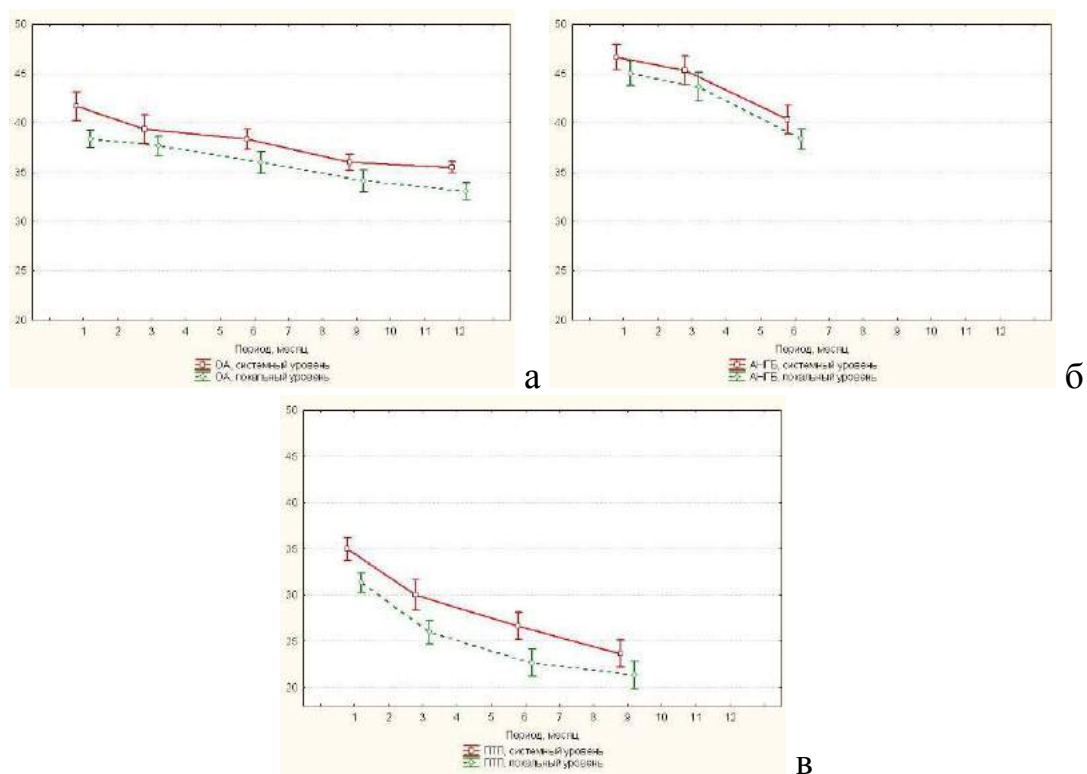 50
45
40
35
30
25
20
1 2 3 4 5 6 7 8 9 10 11 12
Период, месяц
ОА, системный уровень
ОА, локальный уровень
а
50
45
40
35
30
25
20
1 2 3 4 5 6 7 8 9 10 11 12
Период, месяц
АНГБ, системный уровень
АНГБ, локальный уровень
б
50
45
40
35
30
25
20
1 2 3 4 5 6 7 8 9 10 11 12
Период, месяц
ПТП, системный уровень
ПТП, локальный уровень
в